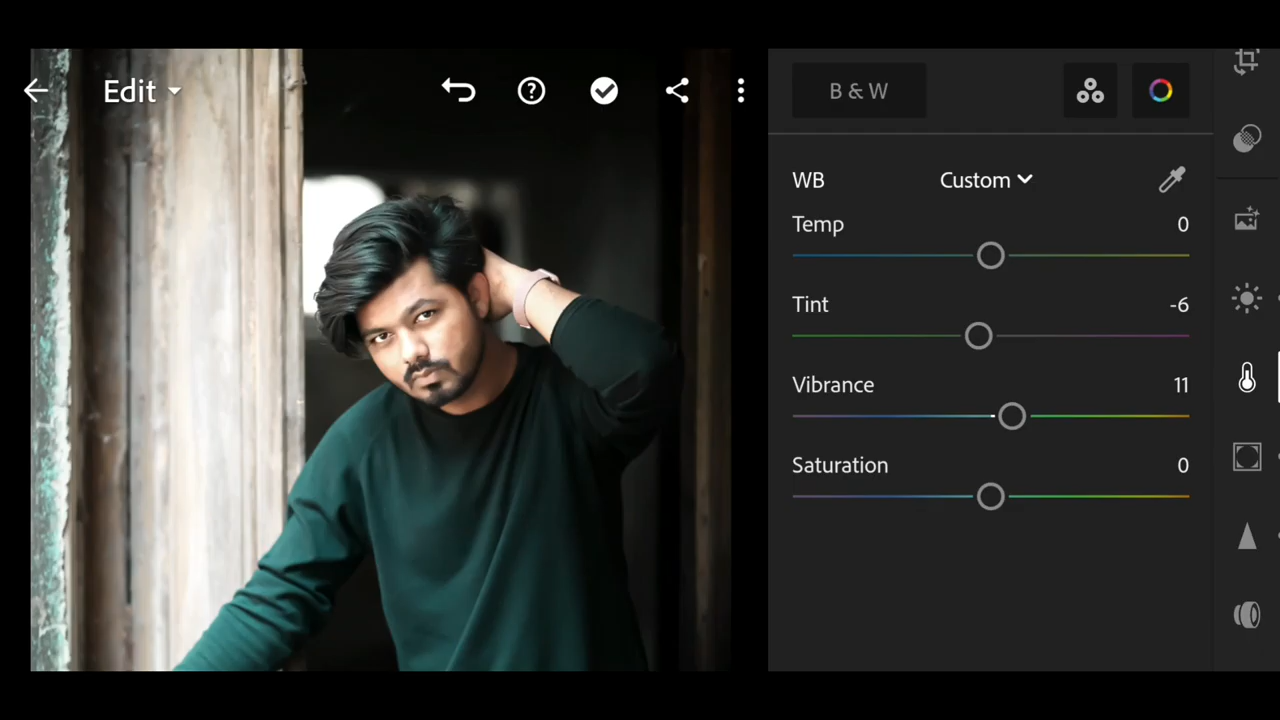 Edit
B & W
WB Custom
Temp 0
Tint -6
Vibrance 11
Saturation 0